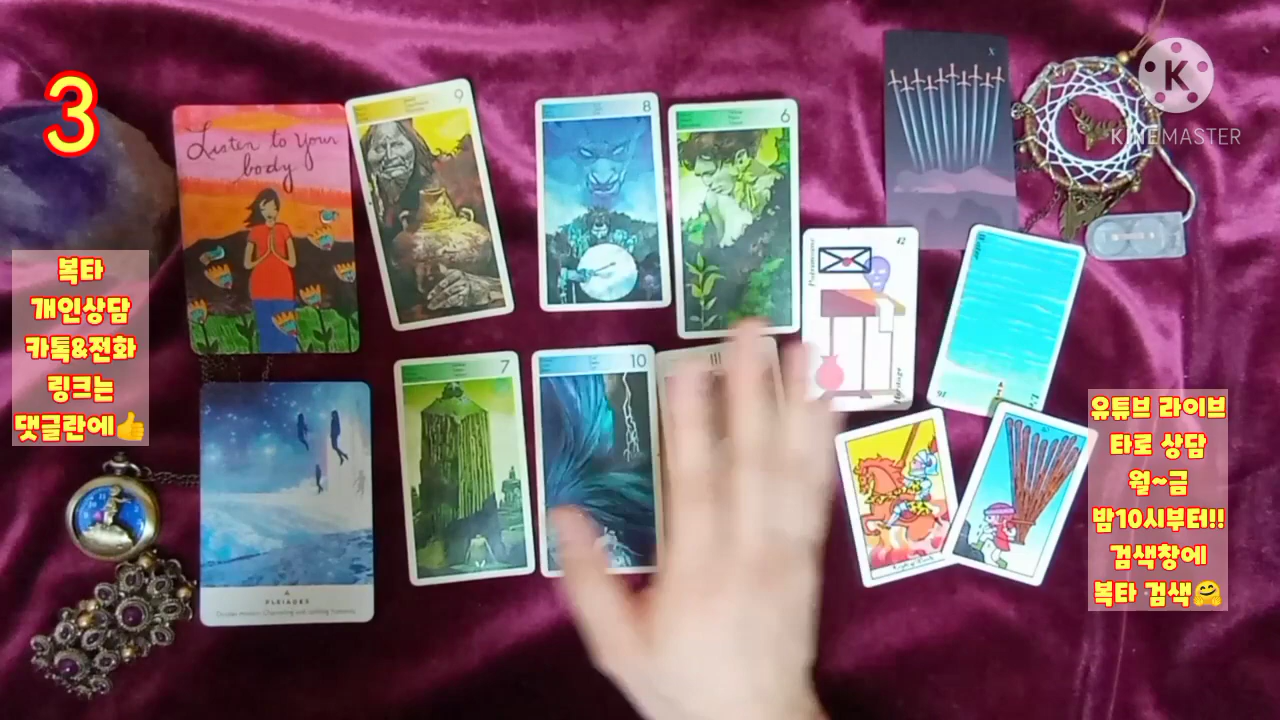 3
복타
개인상담
카톡&전화
링크는
댓글란에👍
Listen to your
body
9
8
6
X
K
KINEMASTER
42
Patrimoine
Héritage
16
7
10
III
PLEIADES
유튜브 라이브
타로 상담
월~금
밤10시부터!!
검색창에
복타 검색🤗